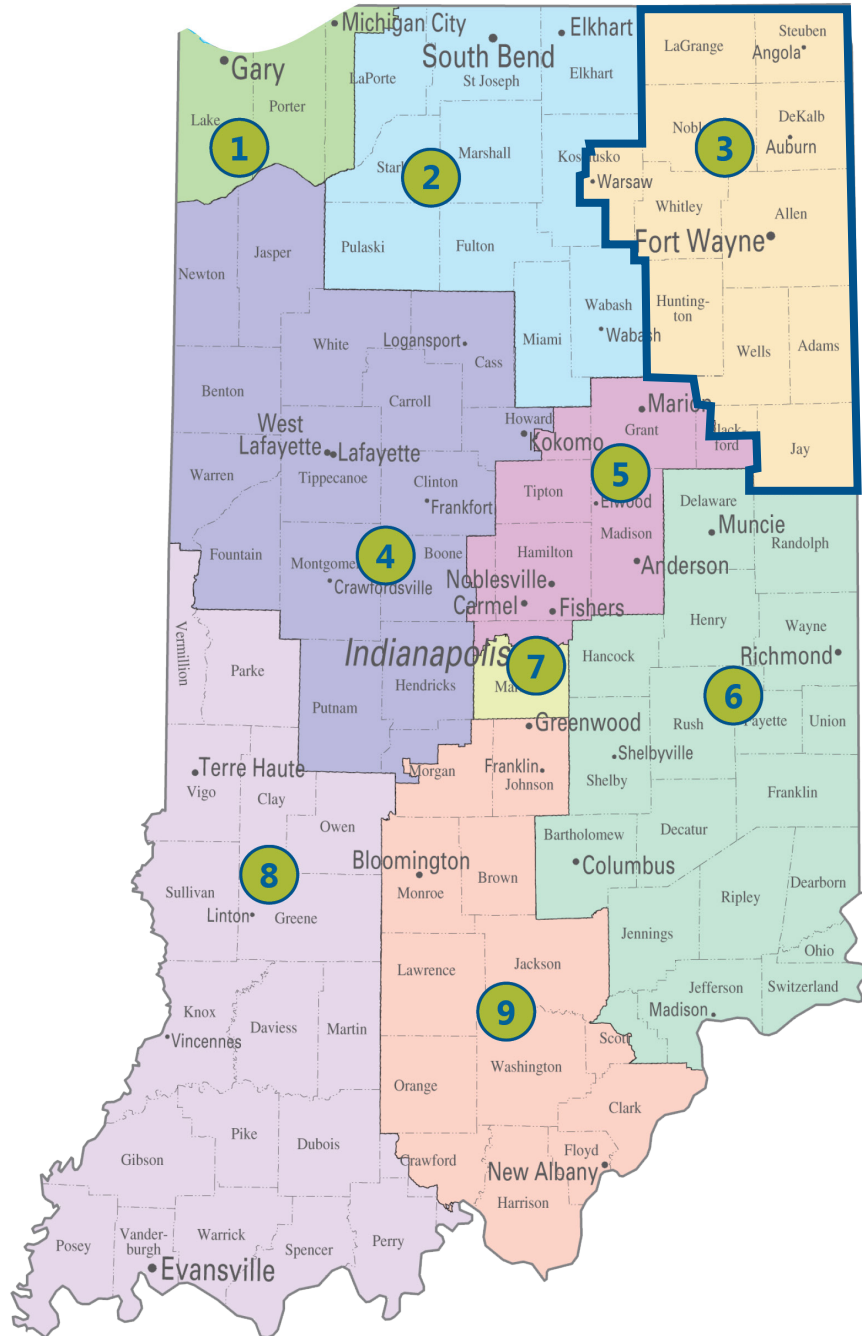 Michigan City
Elkhart
South Bend
Gary
LaPorte
St Joseph
Elkhart
LaGrange
Steuben
Angola
Lake
Porter
1
2
3
DeKalb
Auburn
Marshall
Warsaw
Whitley
Allen
Fort Wayne
Pulaski
Fulton
Newton
Jasper
Hunting-
ton
Wabash
Wabash
Miami
White
Logansport
Cass
Wells
Adams
Benton
Carroll
Howard
Kokomo
Marion
Grant
ford
Jay
West
Lafayette
Lafayette
Tippecanoe
Warren
Clinton
Frankfort
Tipton
5
Elwood
Delaware
Muncie
Randolph
Fountain
Boone
4
Crawfordsville
Hamilton
Madison
Anderson
Noblesville
Carmel
Fishers
Henry
Wayne
Richmond
Vermillion
Parke
Indianapolis
7
Hancock
Putnam
Hendricks
6
Rush
Union
Greenwood
Shelbyville
Terre Haute
Vigo
Clay
Morgan
Franklin
Johnson
Shelby
Franklin
Owen
Bartholomew
Decatur
Bloomington
Monroe
Brown
Columbus
8
Sullivan
Linton
Greene
Ripley
Dearborn
Jennings
Ohio
Lawrence
Jackson
Jefferson
Switzerland
Madison
Knox
Vincennes
Daviess
Martin
9
Scott
Orange
Washington
Clark
Pike
Dubois
Gibson
Crawford
Floyd
New Albany
Harrison
Posey
Vander-
burgh
Warrick
Spencer
Perry
Evansville